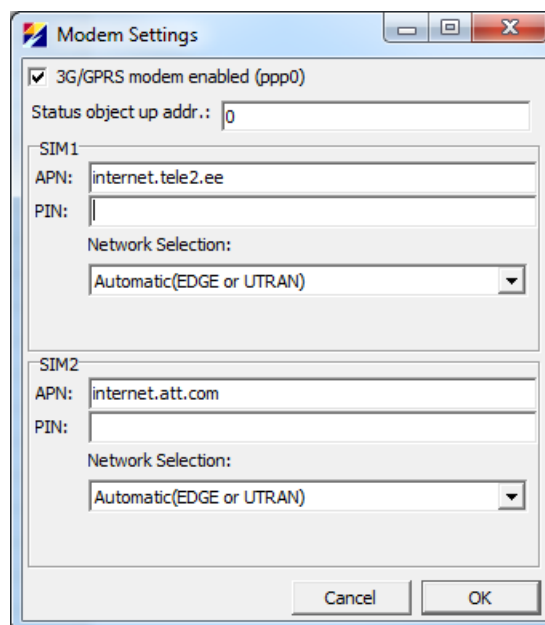 Modem Settings
3G/GPRS modem enabled (ppp0)
Status object up addr.: 0
SIM1
APN: internet.tele2.ee
PIN:
Network Selection:
Automatic(EDGE or UTRAN)
SIM2
APN: internet.att.com
PIN:
Network Selection:
Automatic(EDGE or UTRAN)
Cancel OK